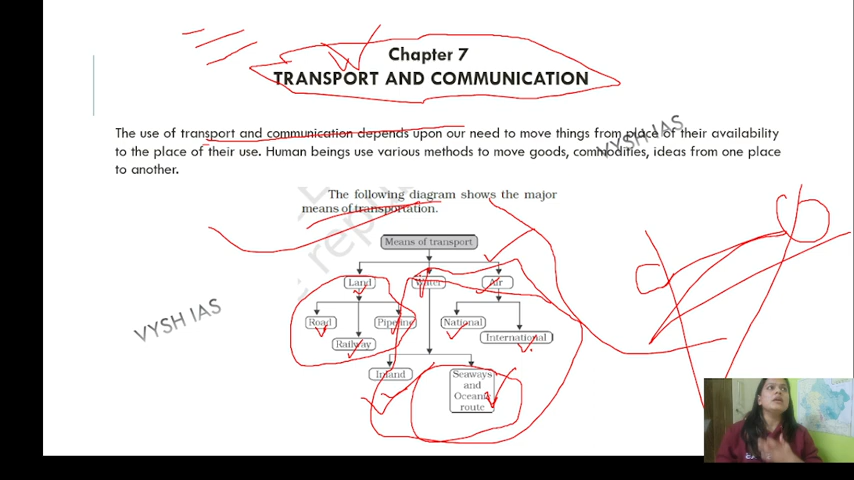 Chapter 7
TRANSPORT AND COMMUNICATION
The use of transport and communication depends upon our need to move things from place of their availability
to the place of their use. Human beings use various methods to move goods, commodities, ideas from one place
to another.
VYSH IAS
The following diagram shows the major
means of transportation.
Means of transport
Land
Water
Air
Road
Pipeline
National
International
Railway
Inland
Seaways
and
Oceanic
route
VYSH IAS